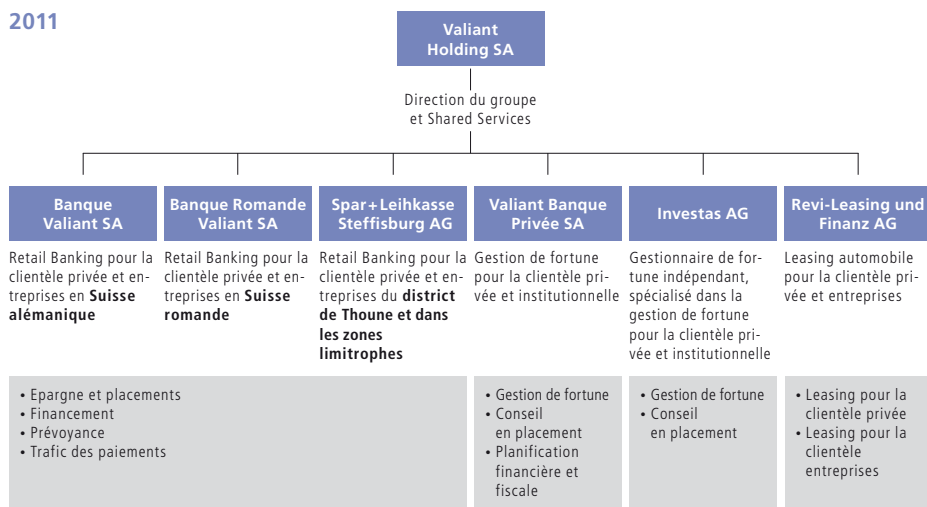 2011
Valiant
Holding SA
Direction du groupe
et Shared Services
Banque
Valiant SA
Retail Banking pour la
clientèle privée et en-
treprises en Suisse
alémanique
Banque Romande
Valiant SA
Retail Banking pour la
clientèle privée et en-
treprises en Suisse
romande
Spar+Leihkasse
Steffisburg AG
Retail Banking pour la
clientèle privée et en-
treprises du district
de Thoune et dans
les zones
limitrophes
Valiant Banque
Privée SA
Gestion de fortune
pour la clientèle pri-
vée et institutionnelle
Investas AG
Gestionnaire de for-
tune indépendant,
spécialisé dans la
gestion de fortune
pour la clientèle pri-
vée et institutionnelle
Revi-Leasing und
Finanz AG
Leasing automobile
pour la clientèle pri-
vée et entreprises
• Epargne et placements
• Financement
• Prévoyance
• Trafic des paiements
• Gestion de fortune
• Conseil
en placement
• Planification
financière et
fiscale
• Gestion de fortune
• Conseil
en placement
• Leasing pour la
clientèle privée
• Leasing pour la
clientèle
entreprises